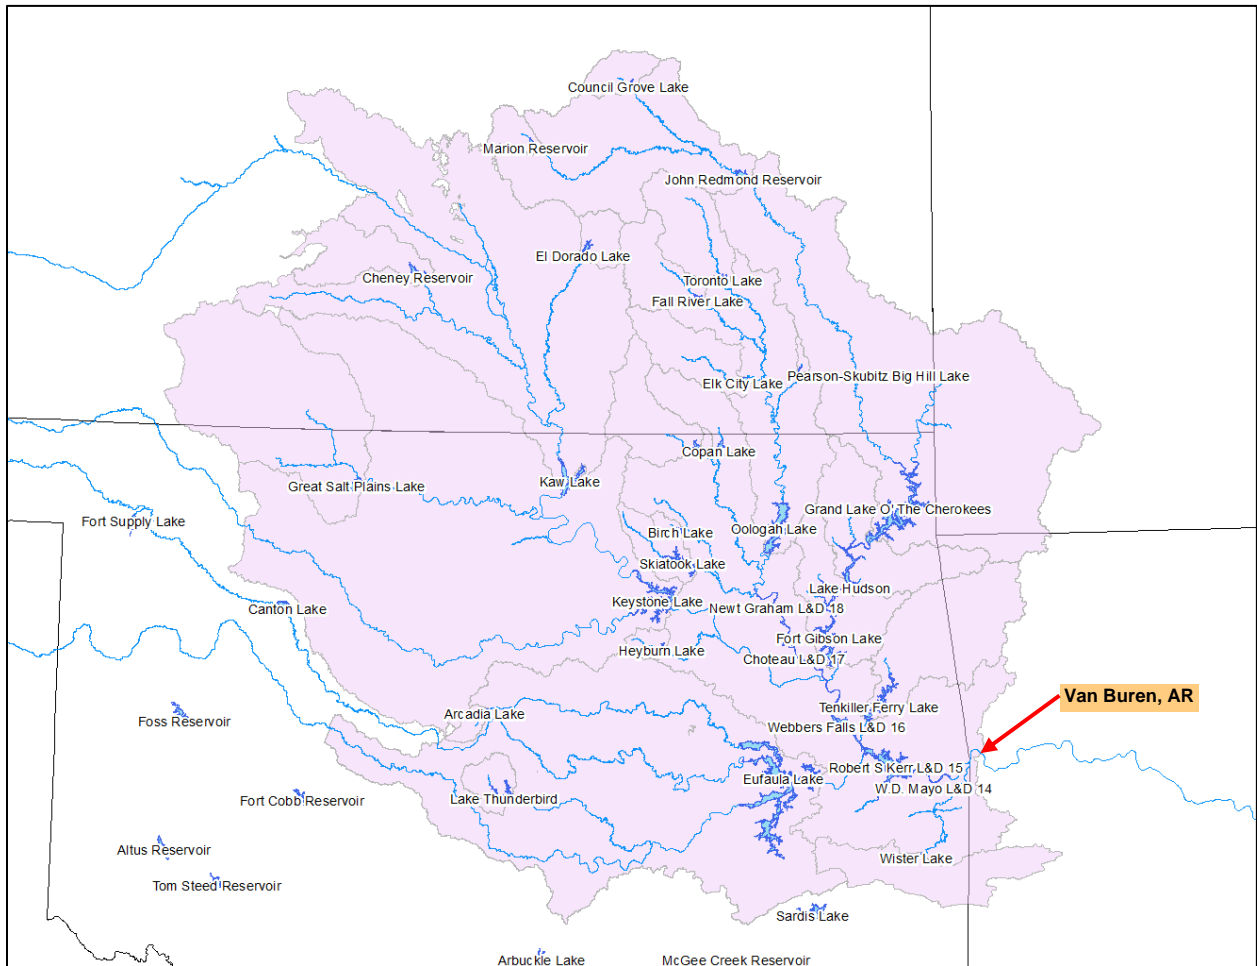 Council Grove Lake
Marion Reservoir
John Redmond Reservoir
El Dorado Lake
Cheney Reservoir
Toronto Lake
Fall River Lake
Elk City Lake
Pearson-Skubitz Big Hill Lake
Copan Lake
Kaw Lake
Great Salt Plains Lake
Grand Lake O' The Cherokees
Fort Supply Lake
Oologah Lake
Birch Lake
Skiatook Lake
Lake Hudson
Keystone Lake
Newt Graham L&D 18
Canton Lake
Fort Gibson Lake
Heyburn Lake
Choteau L&D 17
Van Buren, AR
Tenkiller Ferry Lake
Arcadia Lake
Foss Reservoir
Webbers Falls L&D 16
Robert S Kerr L&D 15
Eufaula Lake
W.D. Mayo L&D 14
Lake Thunderbird
Fort Cobb Reservoir
Altus Reservoir
Wister Lake
Tom Steed Reservoir
Sardis Lake
Arbuckle Lake
McGee Creek Reservoir